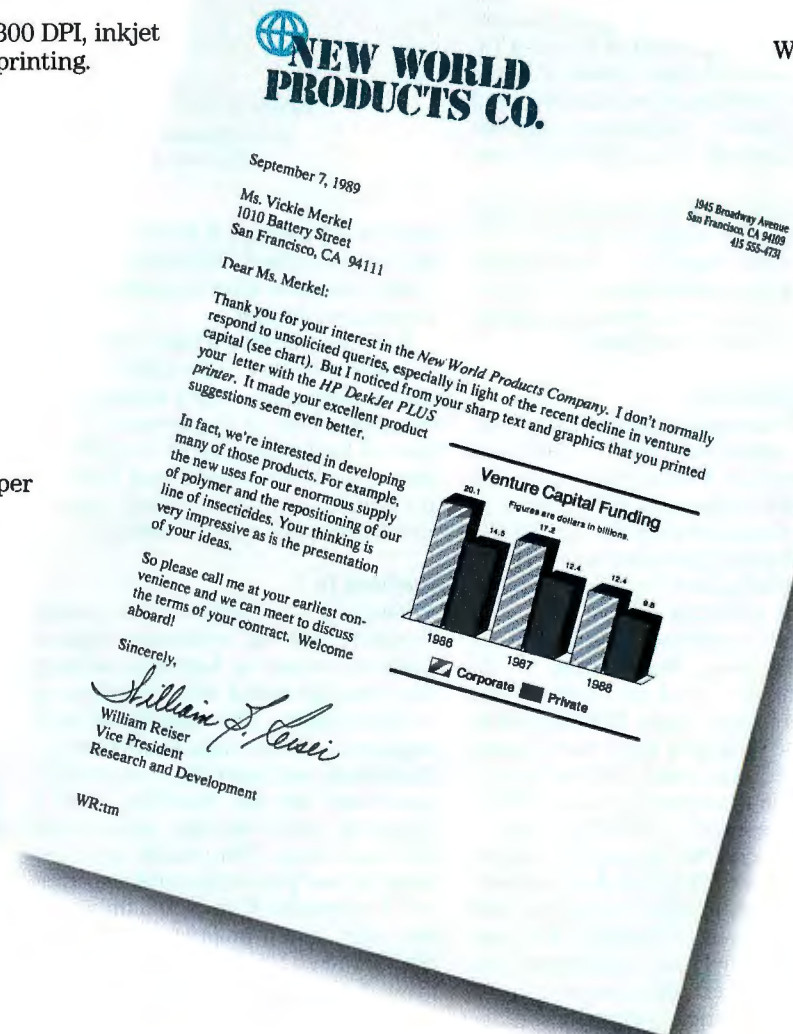 300 DPI, inkjet
printing.
W
per
NEW WORLD
PRODUCTS CO.
1945 Broadway Avenue
San Francisco, CA 94109
415 555-4731
September 7, 1989
Ms. Vickie Merkel
1010 Battery Street
San Francisco, CA 94111
Dear Ms. Merkel:
Thank you for your interest in the New World Products Company. I don't normally
respond to unsolicited queries, especially in light of the recent decline in venture
capital (see chart). But I noticed from your sharp text and graphics that you printed
your letter with the HP DeskJet PLUS
printer. It made your excellent product
suggestions seem even better.
In fact, we're interested in developing
many of those products. For example,
the new uses for our enormous supply
of polymer and the repositioning of our
line of insecticides. Your thinking is
very impressive as is the presentation
of your ideas.
So please call me at your earliest con-
venience and we can meet to discuss
the terms of your contract. Welcome
aboard!
Venture Capital Funding
Figures are dollars in billions.
20.1
14.5
17.2
12.4
12.4
9.8
1986
1987
1988
Corporate
Private
Sincerely,
William S. Reiser
William Reiser
Vice President
Research and Development
WR:tm